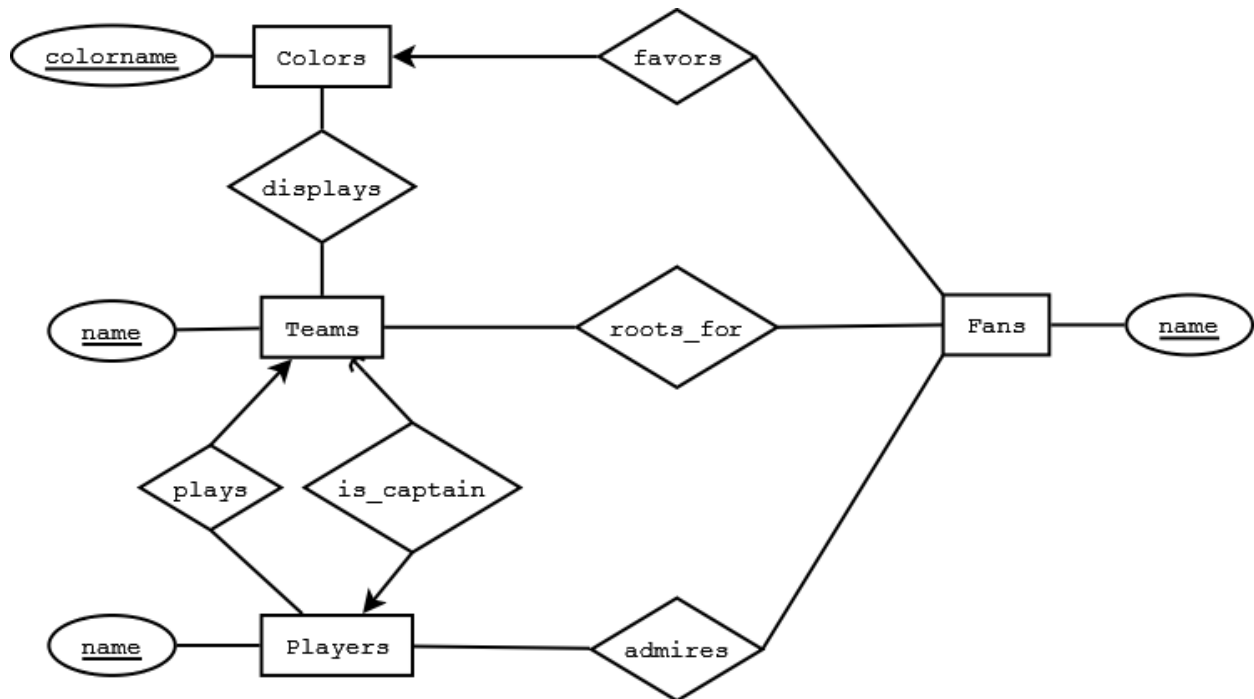 colorname
Colors
favors
displays
name
Teams
roots_for
Fans
name
plays
is_captain
name
Players
admires